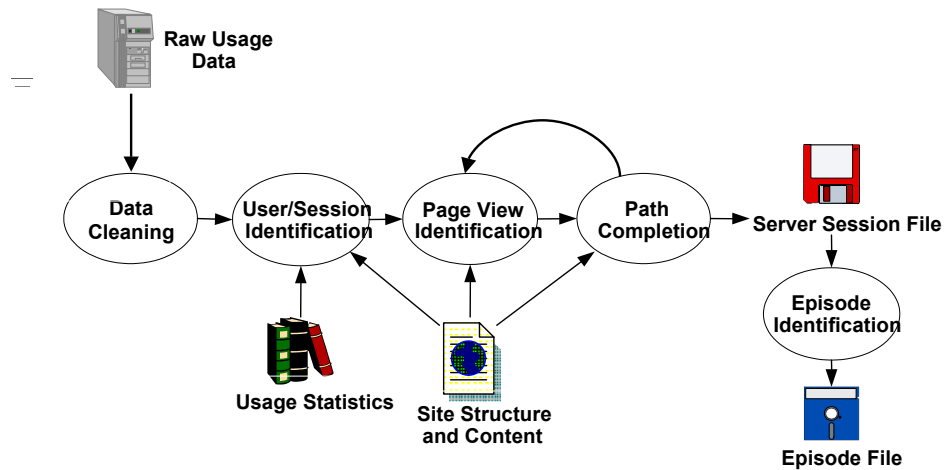 Raw Usage
Data
Data
Cleaning
User/Session
Identification
Page View
Identification
Path
Completion
Server Session File
Episode
Identification
Usage Statistics
Site Structure
and Content
Episode File